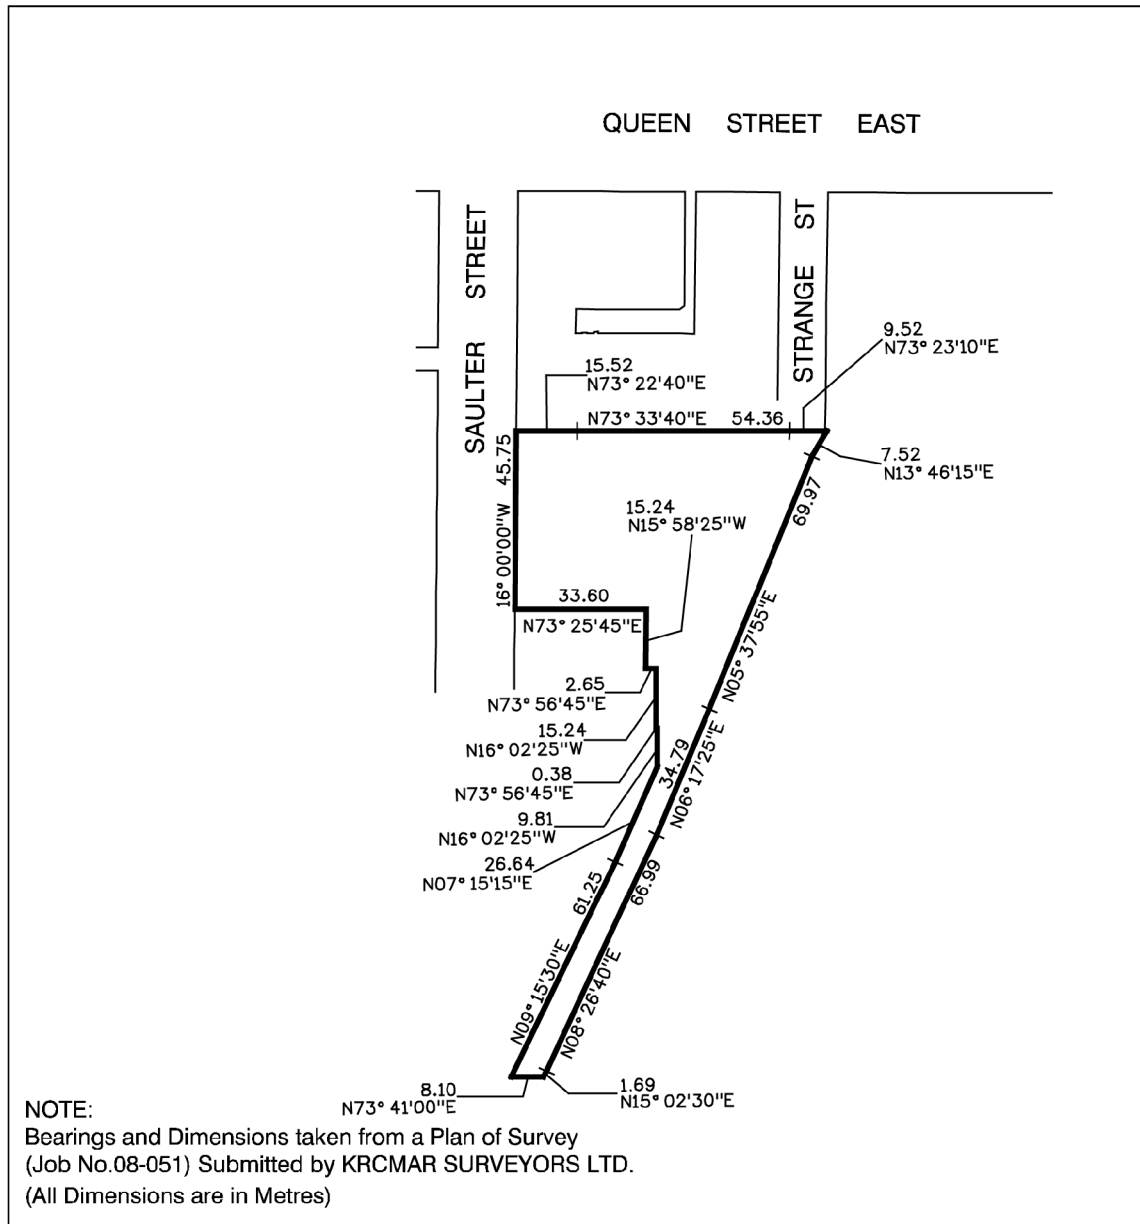 QUEEN STREET EAST
SAULTER STREET
STRANGE ST
9.52
N73° 23'10"E
15.52
N73° 22'40"E
N73° 33'40"E 54.36
7.52
N13° 46'15"E
16° 00'00"W 45.75
69.97
N05° 37'55"E
15.24
N15° 58'25"W
33.60
N73° 25'45"E
2.65
N73° 56'45"E
15.24
N16° 02'25"W
34.79
N06° 17'25"E
0.38
N73° 56'45"E
9.81
N16° 02'25"W
26.64
N07° 15'15"E
61.25
N09° 15'30"E
66.99
N08° 26'40"E
8.10
N73° 41'00"E
1.69
N15° 02'30"E
NOTE:
Bearings and Dimensions taken from a Plan of Survey
(Job No.08-051) Submitted by KRCMAR SURVEYORS LTD.
(All Dimensions are in Metres)